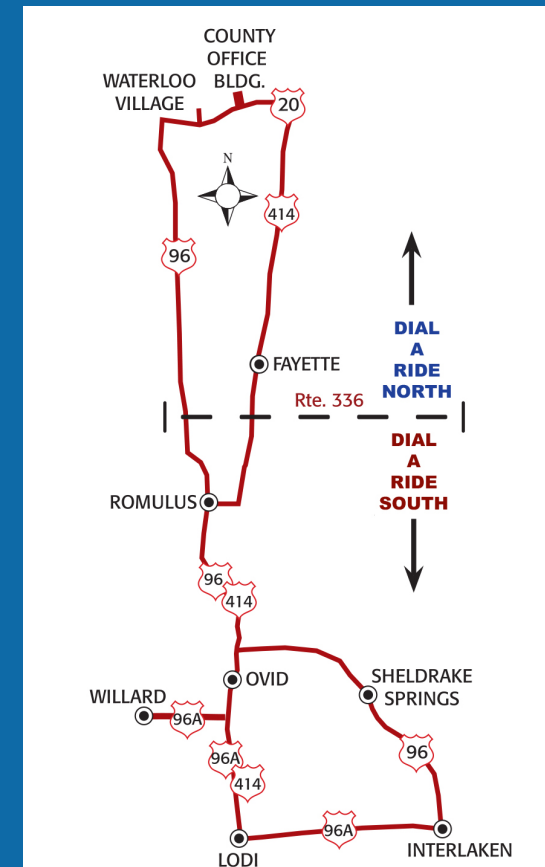 COUNTY
OFFICE
BLDG.
WATERLOO
VILLAGE
20
N
414
96
DIAL
A
RIDE
NORTH
FAYETTE
Rte. 336
DIAL
A
RIDE
SOUTH
ROMULUS
96
414
OVID
SHELDRAKE
SPRINGS
WILLARD
96A
96
96A
414
96A
LODI
INTERLAKEN